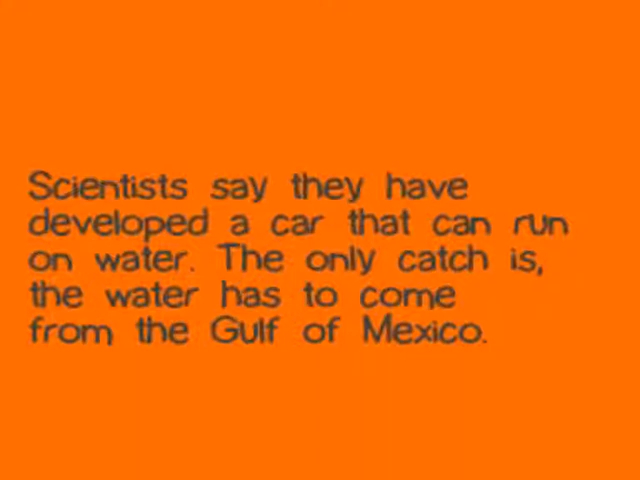 Scientists say they have
developed a car that can run
on water. The only catch is,
the water has to come
from the Gulf of Mexico.